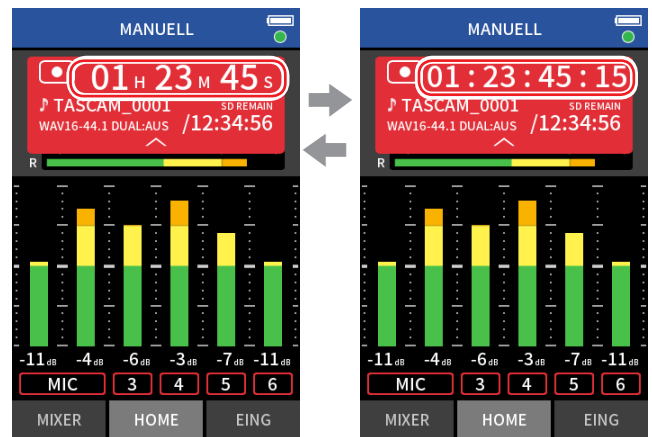 MANUELL
01 H 23 M 45 S
♪ TASCAM_0001 SD REMAIN
WAV16-44.1 DUAL:AUS /12:34:56
R
-11 dB -4 dB -6 dB -3 dB -7 dB -11 dB
MIC 3 4 5 6
MIXER HOME EING
MANUELL
01:23:45:15
♪ TASCAM_0001 SD REMAIN
WAV16-44.1 DUAL:AUS /12:34:56
R
-11 dB -4 dB -6 dB -3 dB -7 dB -11 dB
MIC 3 4 5 6
MIXER HOME EING